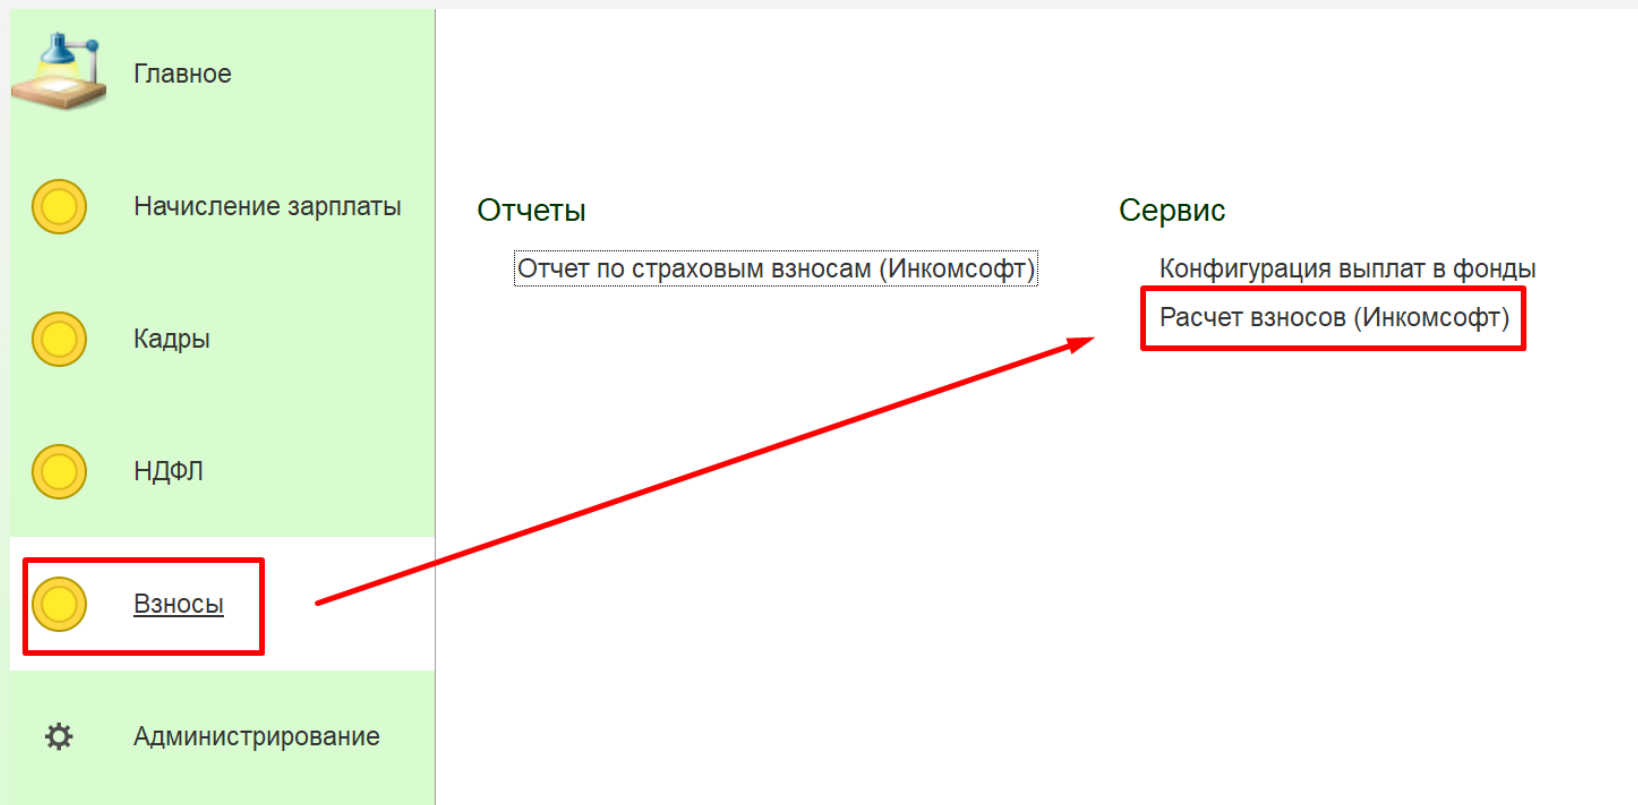 Главное
Начисление зарплаты
Кадры
НДФЛ
Взносы
Администрирование
Отчеты
Отчет по страховым взносам (Инкомсофт)
Сервис
Конфигурация выплат в фонды
Расчет взносов (Инкомсофт)